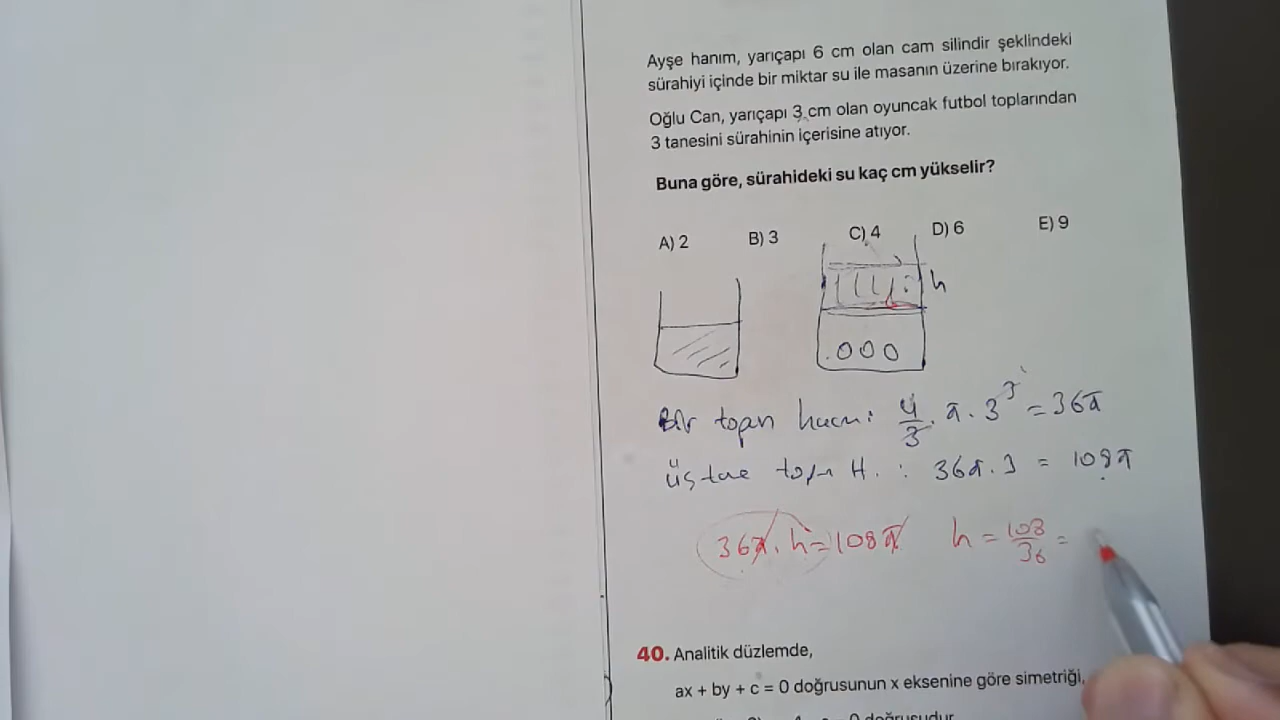 Ayşe hanım, yarıçapı 6 cm olan cam silindir şeklindeki
sürahiyi içinde bir miktar su ile masanın üzerine bırakıyor.
Oğlu Can, yarıçapı 3 cm olan oyuncak futbol toplarından
3 tanesini sürahinin içerisine atıyor.
Buna göre, sürahideki su kaç cm yükselir?
A) 2 B) 3 C) 4 D) 6 E) 9
h
Bir topun hacmi: 4/3 . π . 3³ = 36π
üç tane topun H. : 36π . 3 = 108π
36π . h = 108π h = 108/36 =
40. Analitik düzlemde,
ax + by + c = 0 doğrusunun x eksenine göre simetriği,
0 doğrusudur